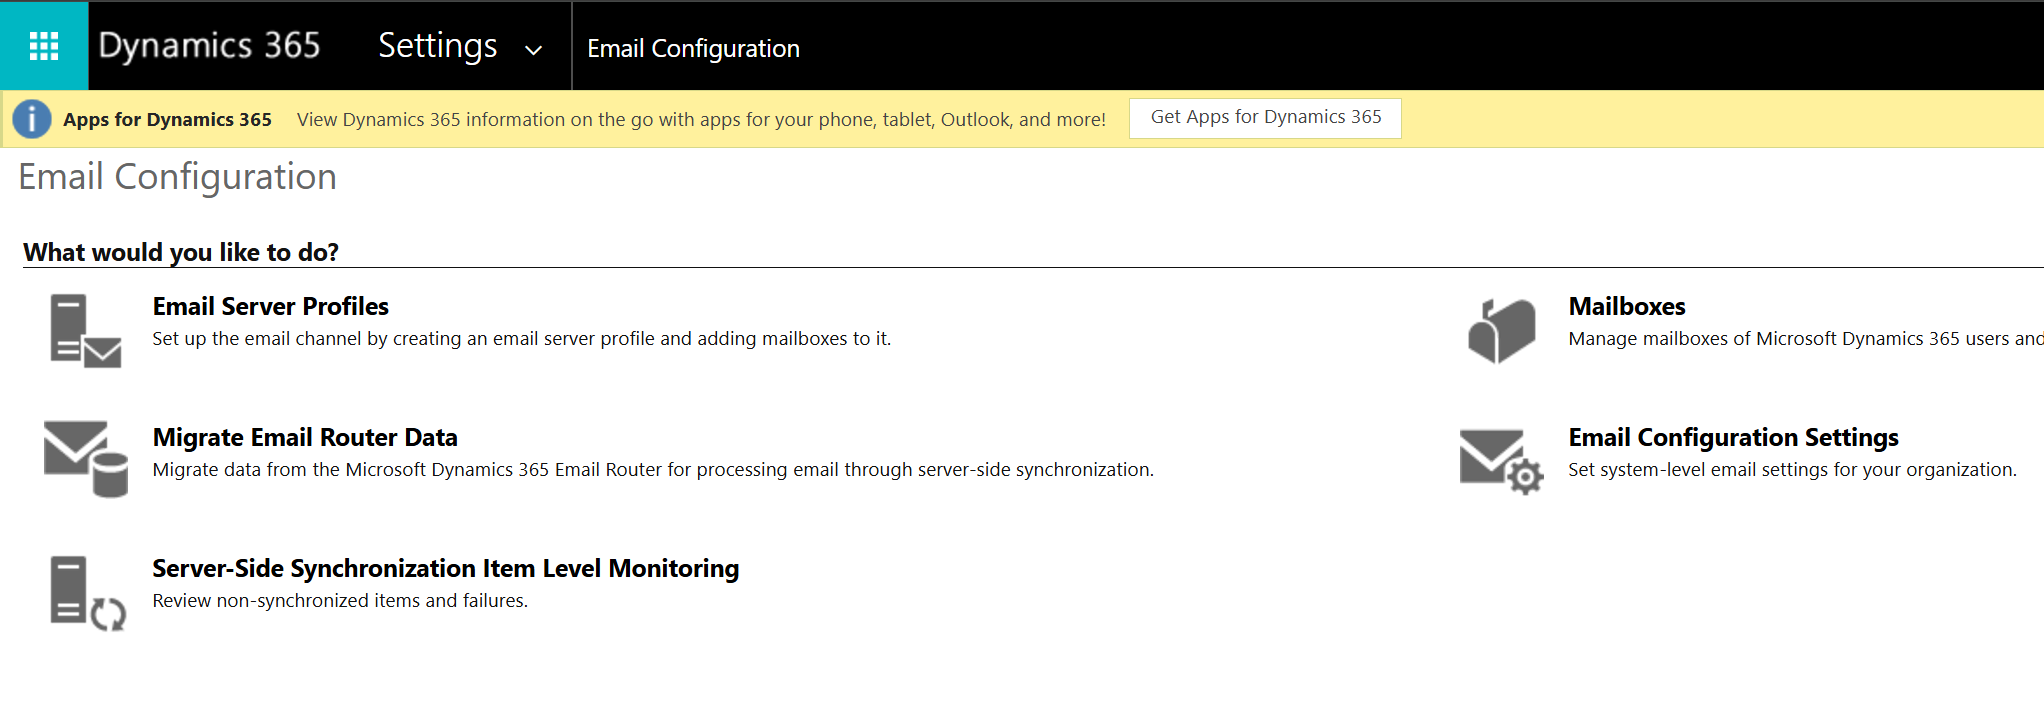 Dynamics 365 Settings Email Configuration
Apps for Dynamics 365 View Dynamics 365 information on the go with apps for your phone, tablet, Outlook, and more! Get Apps for Dynamics 365
Email Configuration
What would you like to do?
Email Server Profiles
Set up the email channel by creating an email server profile and adding mailboxes to it.
Mailboxes
Manage mailboxes of Microsoft Dynamics 365 users and
Migrate Email Router Data
Migrate data from the Microsoft Dynamics 365 Email Router for processing email through server-side synchronization.
Email Configuration Settings
Set system-level email settings for your organization.
Server-Side Synchronization Item Level Monitoring
Review non-synchronized items and failures.